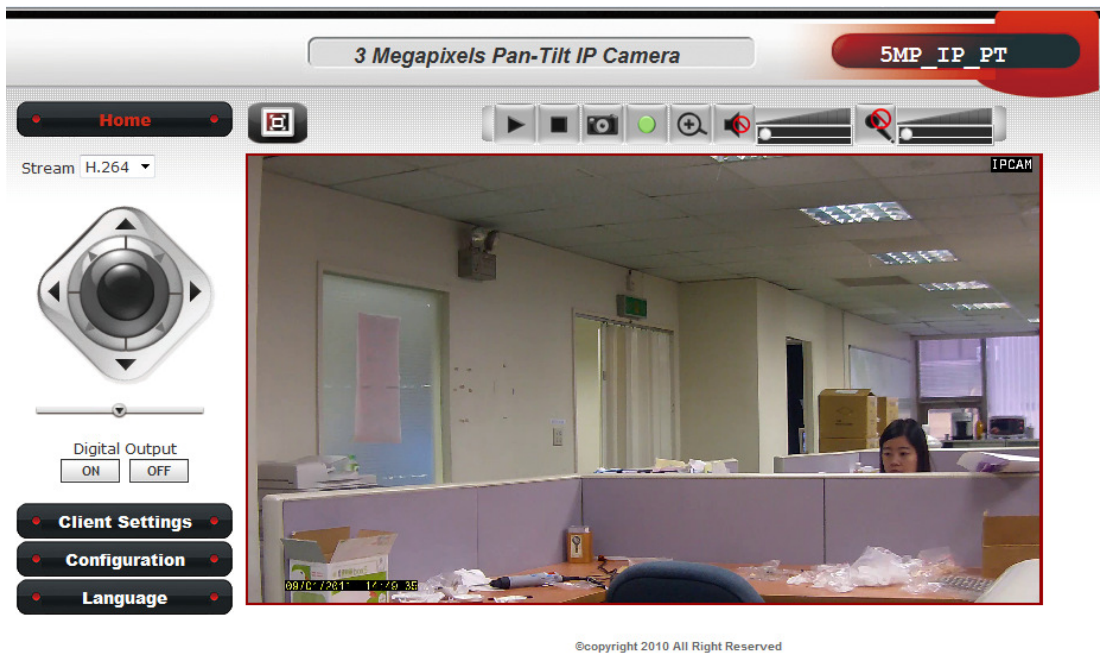 3 Megapixels Pan-Tilt IP Camera
5MP_IP_PT
Home
Stream H.264
IPCAM
Digital Output
ON OFF
Client Settings
Configuration
Language
©copyright 2010 All Right Reserved